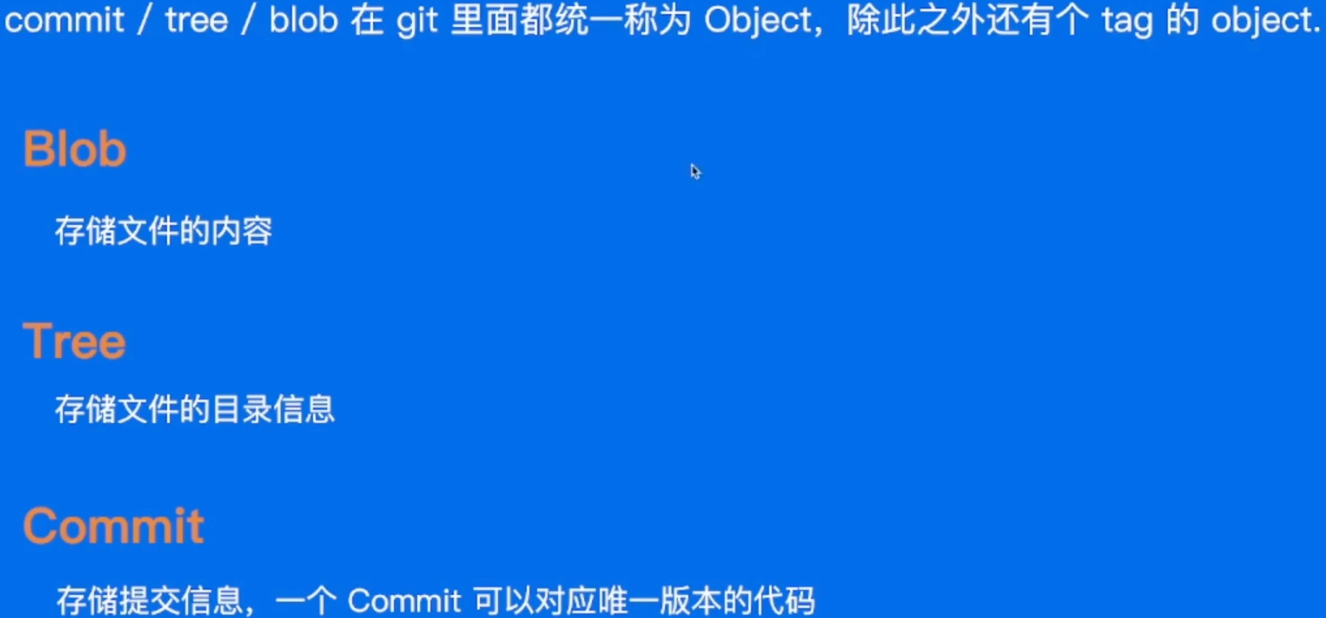 commit / tree / blob 在 git 里面都统一称为 Object，除此之外还有个 tag 的 object.
Blob
存储文件的内容
Tree
存储文件的目录信息
Commit
存储提交信息，一个 Commit 可以对应唯一版本的代码